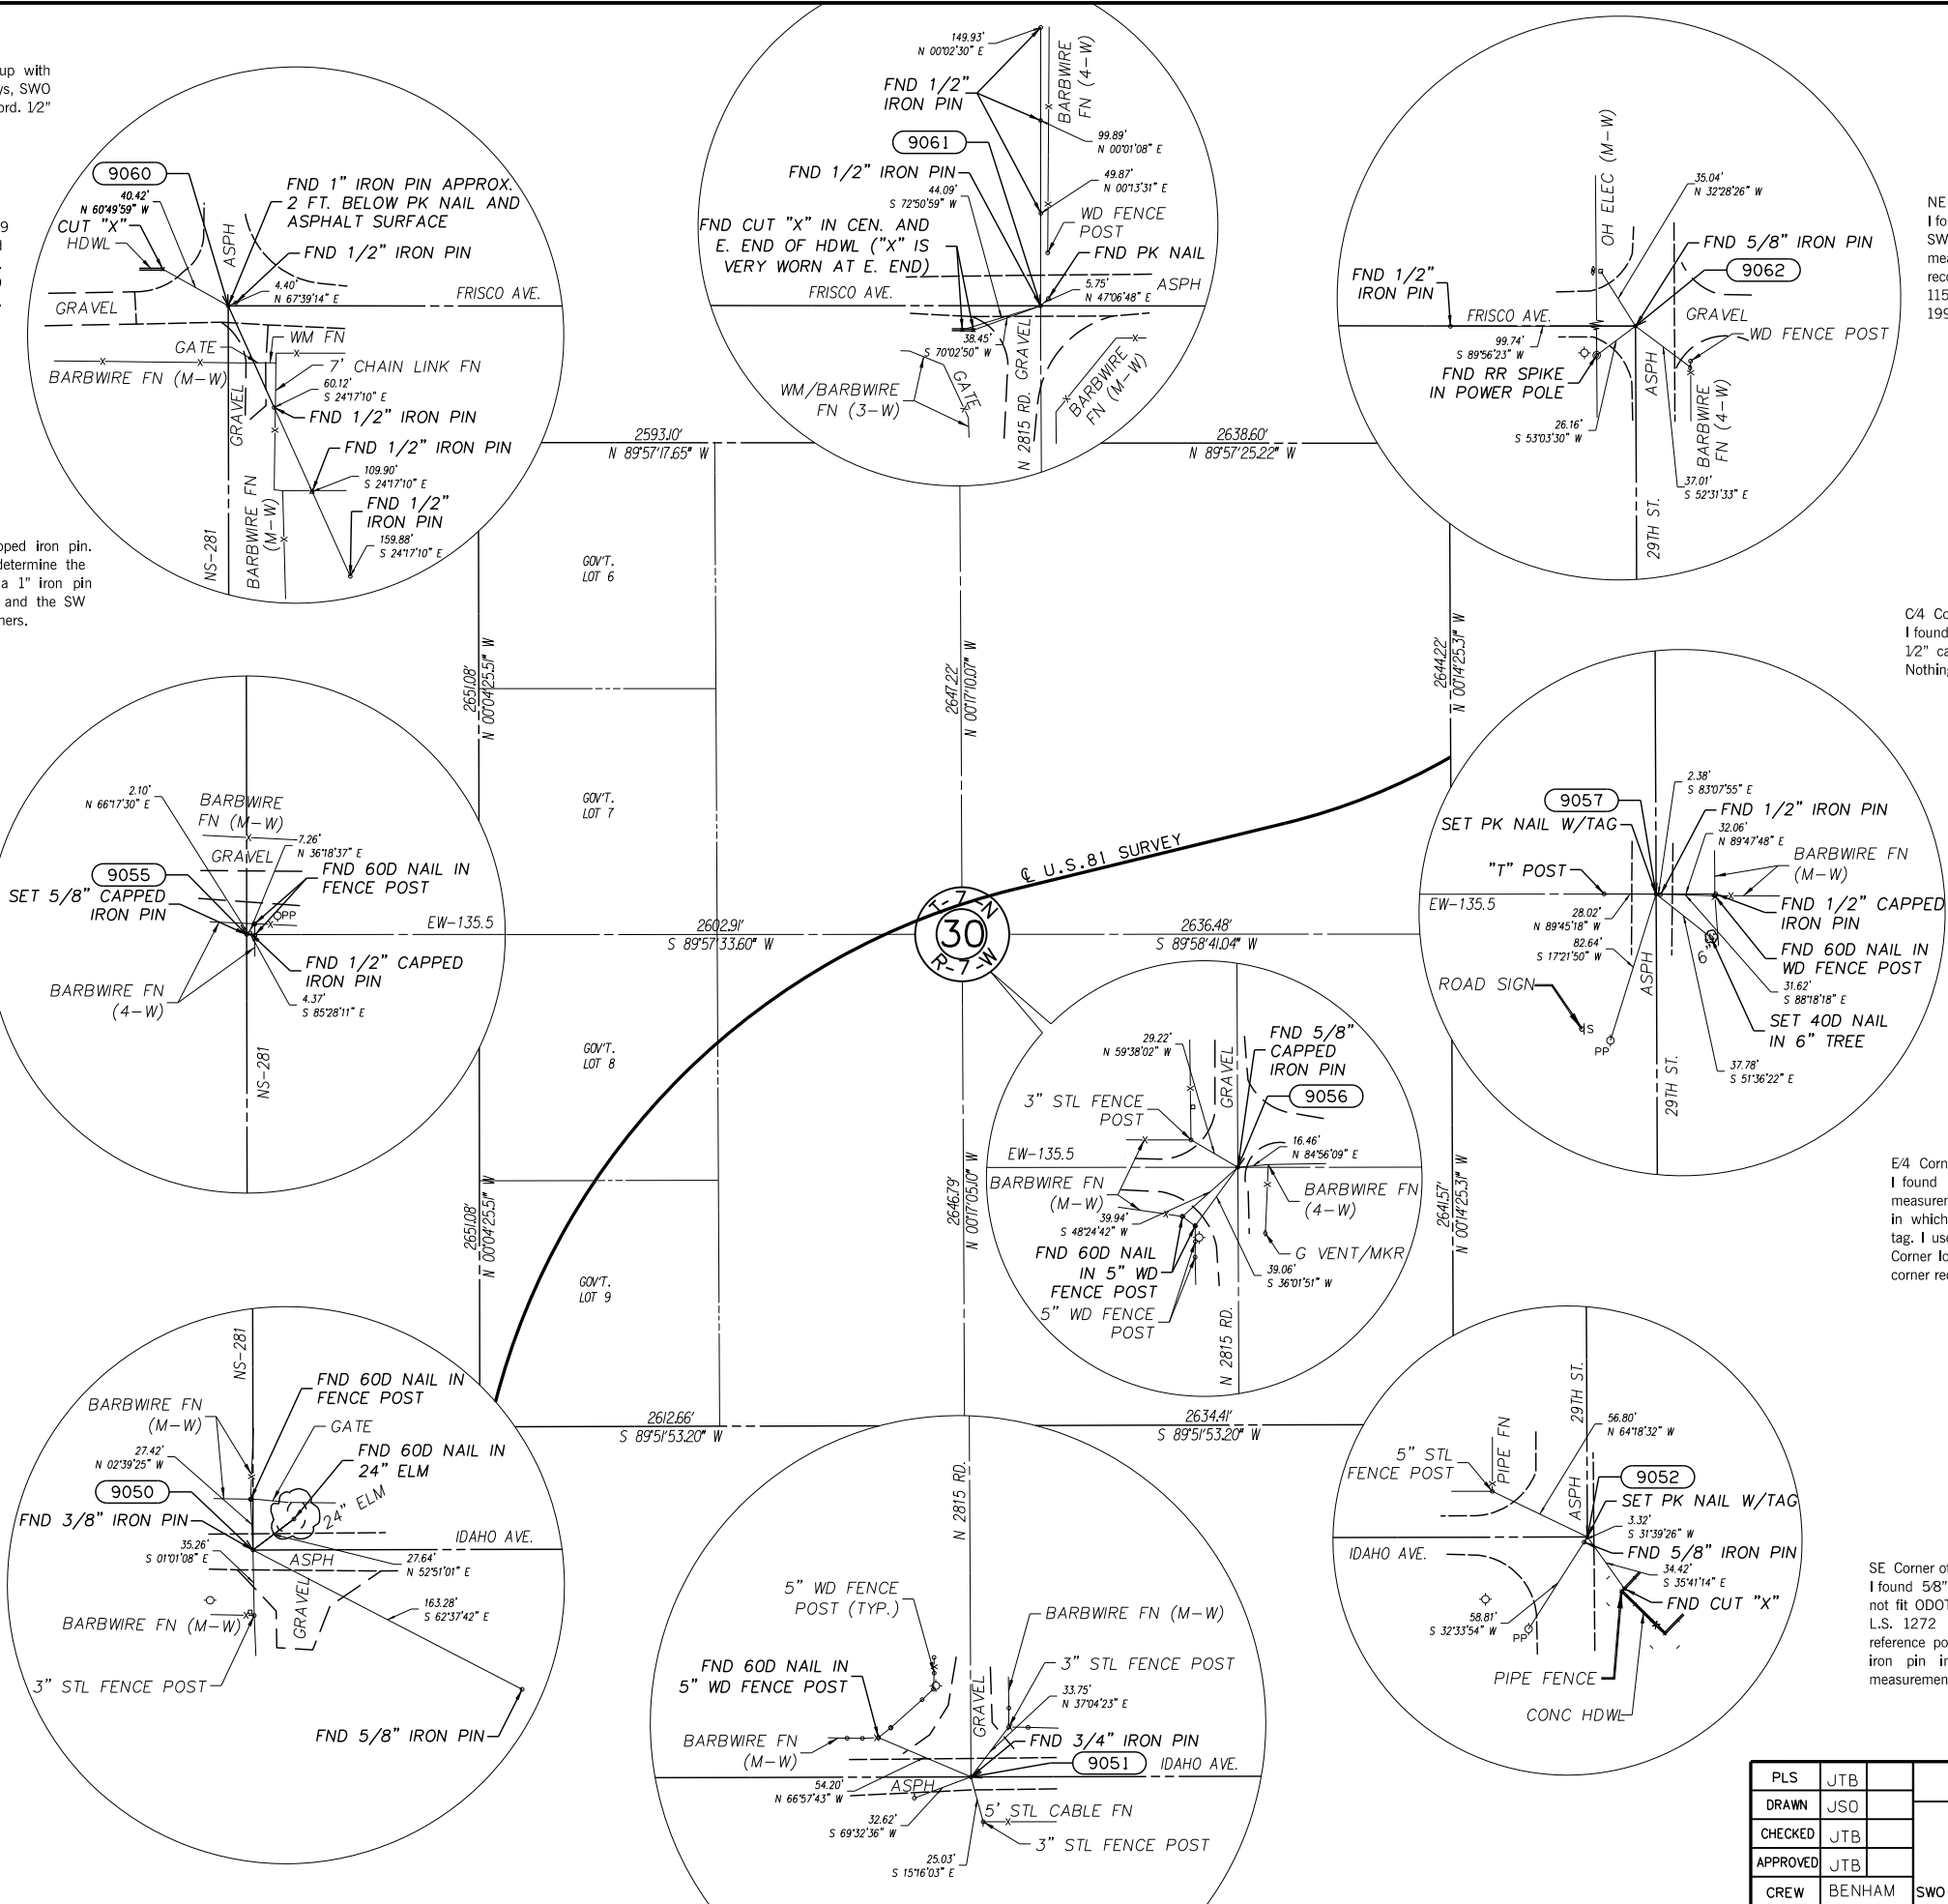 up with
ys, SWO
ord. 1/2"
9
pped iron pin.
determine the
a 1" iron pin
and the SW
ners.
9060
40.42'
N 60°49'59" W
CUT "X"
HDWL
ASPH
FND 1" IRON PIN APPROX.
2 FT. BELOW PK NAIL AND
ASPHALT SURFACE
FND 1/2" IRON PIN
4.40'
N 67°39'14" E
FRISCO AVE.
GRAVEL
GATE
WM FN
BARBWIRE FN (M-W)
7' CHAIN LINK FN
60.12'
S 24°17'10" E
FND 1/2" IRON PIN
GRAVEL
FND 1/2" IRON PIN
109.90'
S 24°17'10" E
FND 1/2"
IRON PIN
159.88'
S 24°17'10" E
NS-281
BARBWIRE FN
(M-W)
149.93'
N 00°02'30" E
FND 1/2"
IRON PIN
BARBWIRE
FN (4-W)
9061
99.89'
N 00°01'08" E
FND 1/2" IRON PIN
44.09'
S 72°50'59" W
49.87'
N 00°13'31" E
WD FENCE
POST
FND CUT "X" IN CEN. AND
E. END OF HDWL ("X" IS
VERY WORN AT E. END)
FND PK NAIL
5.75'
N 47°06'48" E
ASPH
FRISCO AVE.
38.45'
S 70°02'50" W
WM/BARBWIRE
FN (3-W)
GATE
N 2815 RD.
GRAVEL
BARBWIRE
FN (M-W)
OH ELEC (M-W)
35.04'
N 32°28'26" W
FND 5/8" IRON PIN
9062
FND 1/2"
IRON PIN
FRISCO AVE.
GRAVEL
99.74'
S 89°56'23" W
WD FENCE POST
FND RR SPIKE
IN POWER POLE
ASPH
26.16'
S 53°03'30" W
BARBWIRE
FN (4-W)
37.01'
S 52°31'33" E
29TH ST.
NE
I fo
SW
mea
reco
115
199
2593.10'
N 89°57'17.65" W
2638.60'
N 89°57'25.22" W
GOV'T.
LOT 6
2651.08'
N 00°04'25.51" W
2647.22'
N 00°17'10.07" W
2644.22'
N 00°14'25.31" W
C/4 Co
I found
1/2" ca
Nothing
GOV'T.
LOT 7
2.10'
N 66°17'30" E
BARBWIRE
FN (M-W)
7.26'
N 36°18'37" E
GRAVEL
9055
FND 60D NAIL IN
FENCE POST
SET 5/8" CAPPED
IRON PIN
PP
EW-135.5
FND 1/2" CAPPED
IRON PIN
BARBWIRE FN
(4-W)
4.37'
S 85°28'11" E
NS-281
℄ U.S.81 SURVEY
T-7-N
30
R-7-W
2602.91'
S 89°57'33.60" W
2636.48'
S 89°58'41.04" W
2.38'
S 83°07'55" E
9057
SET PK NAIL W/TAG
FND 1/2" IRON PIN
32.06'
N 89°47'48" E
"T" POST
BARBWIRE FN
(M-W)
EW-135.5
FND 1/2" CAPPED
IRON PIN
28.02'
N 89°45'18" W
82.64'
S 17°21'50" W
6"
FND 60D NAIL IN
WD FENCE POST
31.62'
S 88°18'18" E
ROAD SIGN
ASPH
S
PP
SET 40D NAIL
IN 6" TREE
37.78'
S 51°36'22" E
29TH ST.
GOV'T.
LOT 8
29.22'
N 59°38'02" W
GRAVEL
FND 5/8"
CAPPED
IRON PIN
9056
3" STL FENCE
POST
16.46'
N 84°56'09" E
EW-135.5
BARBWIRE FN
(M-W)
BARBWIRE FN
(4-W)
39.94'
S 48°24'42" W
FND 60D NAIL
IN 5" WD
FENCE POST
G VENT/MKR
39.06'
S 36°01'51" W
5" WD FENCE
POST
N 2815 RD.
2651.08'
N 00°04'25.51" W
2646.79'
N 00°17'05.10" W
2641.57'
N 00°14'25.31" W
E/4 Corn
I found
measurem
in which
tag. I use
Corner lo
corner rec
GOV'T.
LOT 9
2612.66'
S 89°51'53.20" W
2634.41'
S 89°51'53.20" W
NS-281
FND 60D NAIL IN
FENCE POST
BARBWIRE FN
(M-W)
GATE
27.42'
N 02°39'25" W
FND 60D NAIL IN
24" ELM
9050
24" ELM
FND 3/8" IRON PIN
IDAHO AVE.
35.26'
S 01°01'08" E
ASPH
27.64'
N 52°51'01" E
BARBWIRE FN (M-W)
GRAVEL
163.28'
S 62°37'42" E
3" STL FENCE POST
FND 5/8" IRON PIN
N 2815 RD.
5" WD FENCE
POST (TYP.)
BARBWIRE FN (M-W)
FND 60D NAIL IN
5" WD FENCE POST
3" STL FENCE POST
33.75'
N 37°04'23" E
GRAVEL
BARBWIRE FN
(M-W)
FND 3/4" IRON PIN
9051
IDAHO AVE.
54.20'
N 66°57'43" W
ASPH
32.62'
S 69°32'36" W
5' STL CABLE FN
3" STL FENCE POST
25.03'
S 15°16'03" E
29TH ST.
56.80'
N 64°18'32" W
PIPE FN
5" STL
FENCE POST
9052
ASPH
SET PK NAIL W/TAG
3.32'
S 31°39'26" W
IDAHO AVE.
FND 5/8" IRON PIN
34.42'
S 35°41'14" E
FND CUT "X"
58.81'
S 32°33'54" W
PP
PIPE FENCE
CONC HDWL
SE Corner of
I found 5/8"
not fit ODOT
L.S. 1272
reference po
iron pin in
measuremen
PLS JTB
DRAWN JSO
CHECKED JTB
APPROVED JTB
CREW BENHAM SWO